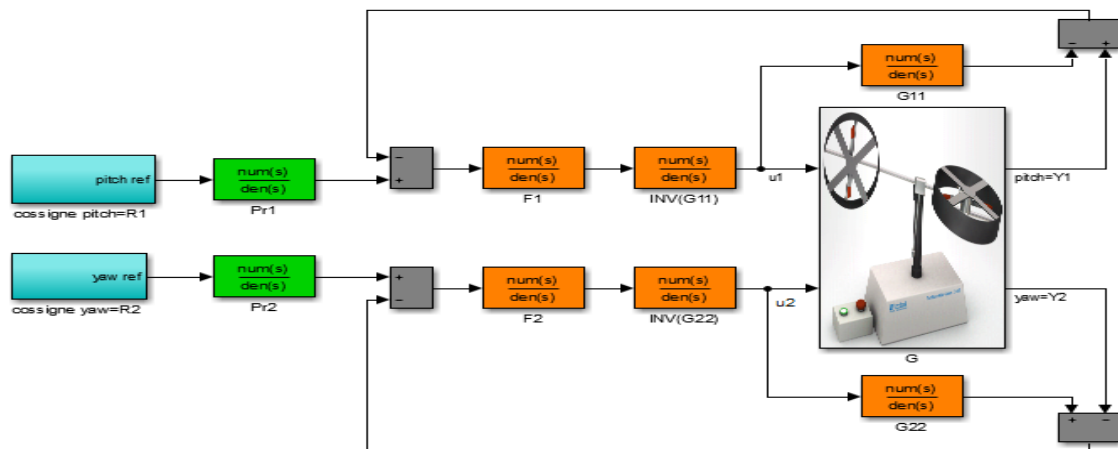 − +
num(s)
den(s)
G11
pitch ref
cossigne pitch=R1
num(s)
den(s)
Pr1
−
+
num(s)
den(s)
F1
num(s)
den(s)
INV(G11)
u1
pitch=Y1
yaw ref
cossigne yaw=R2
num(s)
den(s)
Pr2
+
−
num(s)
den(s)
F2
num(s)
den(s)
INV(G22)
u2
yaw=Y2
G
num(s)
den(s)
G22
+ −